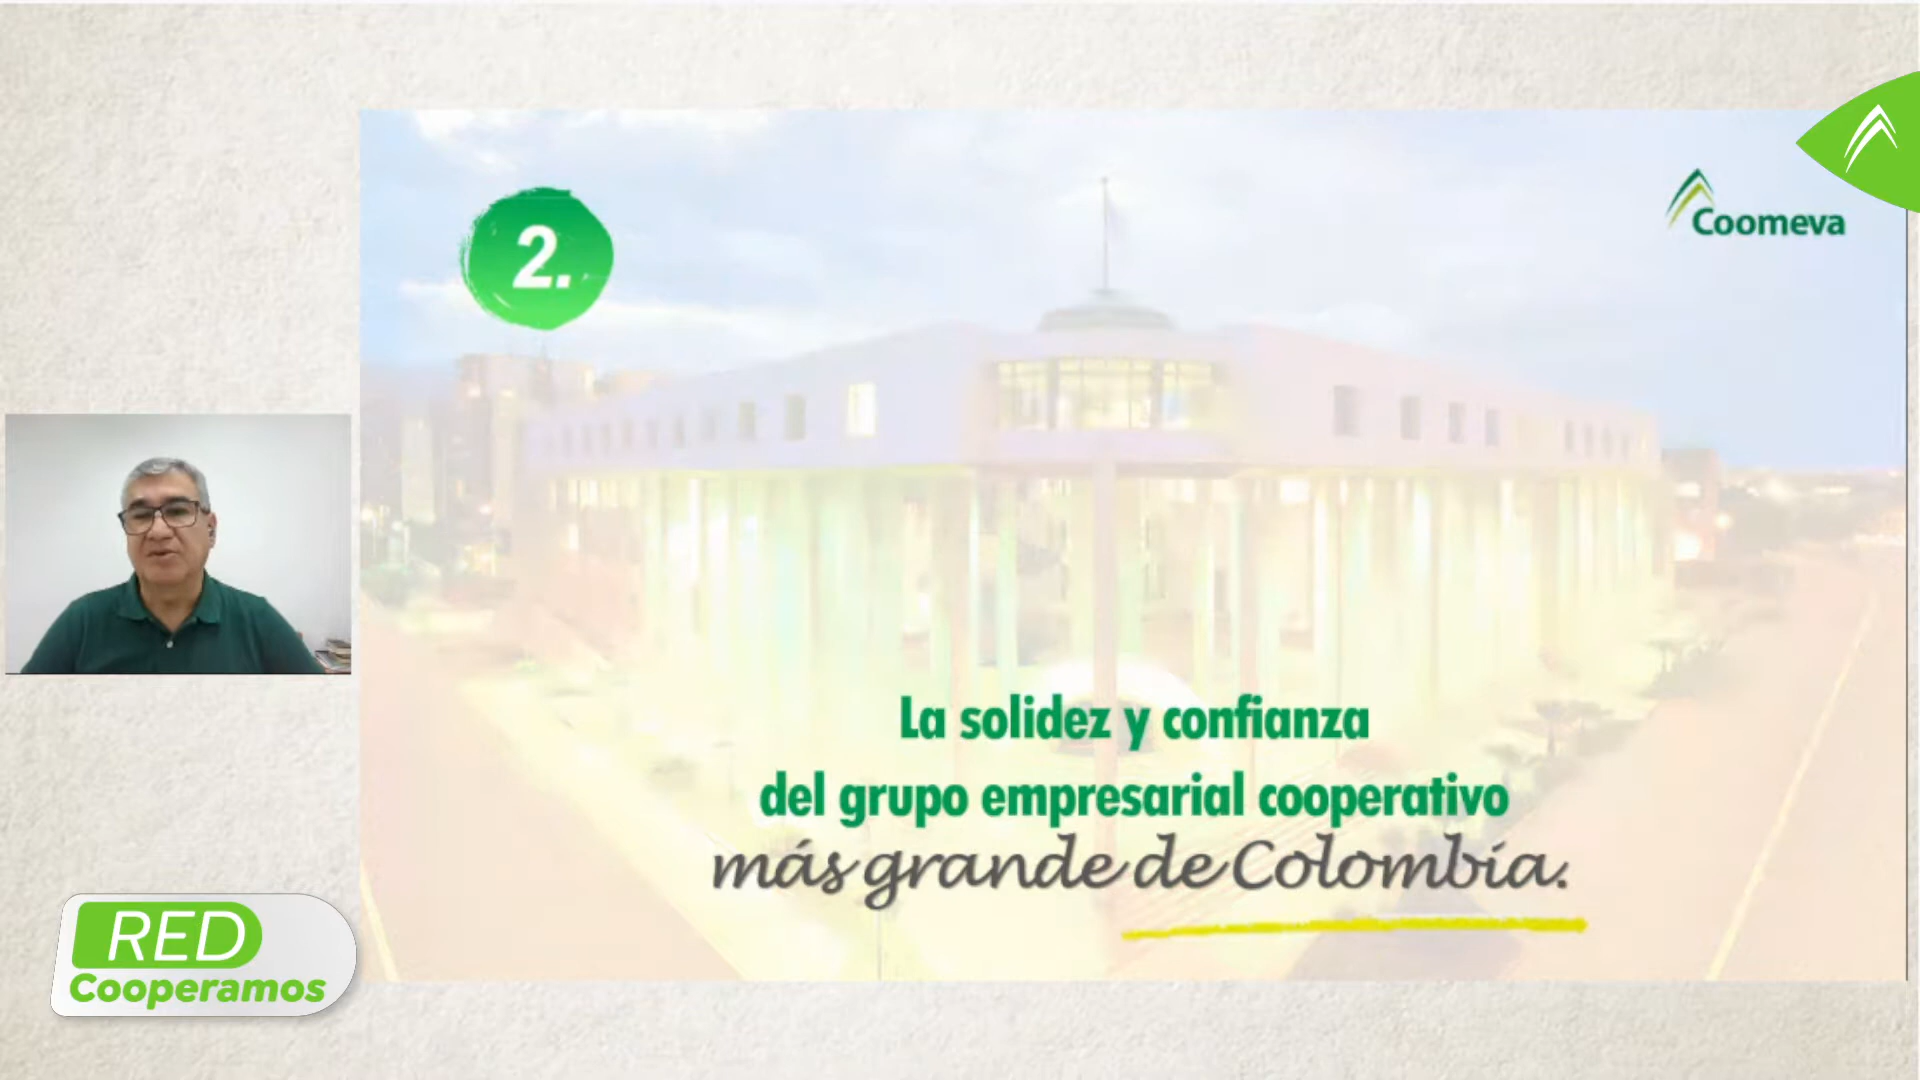 2.
Coomeva
La solidez y confianza
del grupo empresarial cooperativo
más grande de Colombia.
RED
Cooperamos